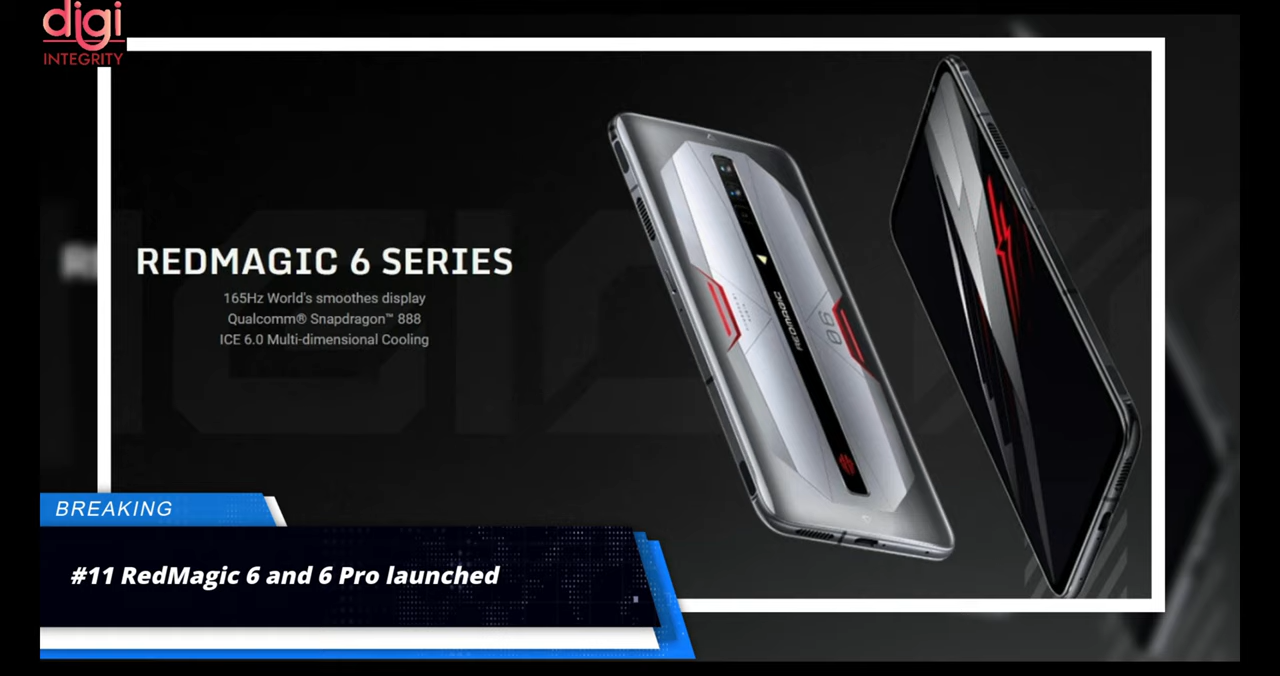 digi
INTEGRITY
REDMAGIC 6 SERIES
165Hz World's smoothes display
Qualcomm® Snapdragon™ 888
ICE 6.0 Multi-dimensional Cooling
REDMAGIC
BREAKING
#11 RedMagic 6 and 6 Pro launched